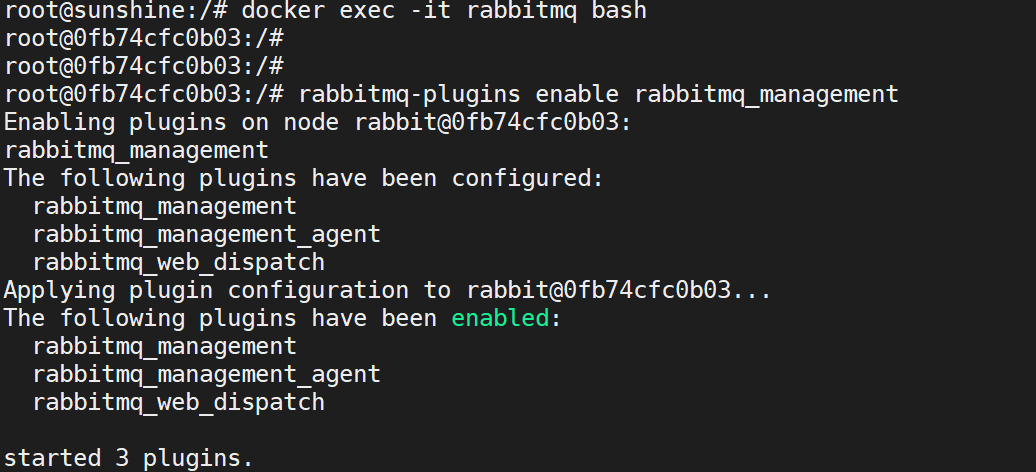 root@sunshine:/# docker exec -it rabbitmq bash
root@0fb74cfc0b03:/#
root@0fb74cfc0b03:/#
root@0fb74cfc0b03:/# rabbitmq-plugins enable rabbitmq_management
Enabling plugins on node rabbit@0fb74cfc0b03:
rabbitmq_management
The following plugins have been configured:
  rabbitmq_management
  rabbitmq_management_agent
  rabbitmq_web_dispatch
Applying plugin configuration to rabbit@0fb74cfc0b03...
The following plugins have been enabled:
  rabbitmq_management
  rabbitmq_management_agent
  rabbitmq_web_dispatch

started 3 plugins.